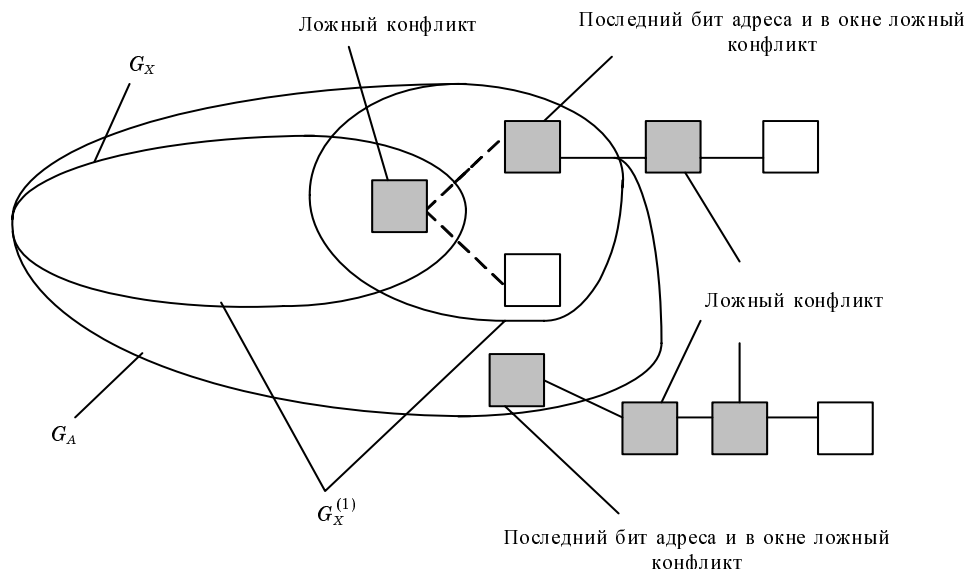 Ложный конфликт
Последний бит адреса и в окне ложный
конфликт
G_X
Ложный конфликт
G_A
G_X^(1)
Последний бит адреса и в окне ложный
конфликт